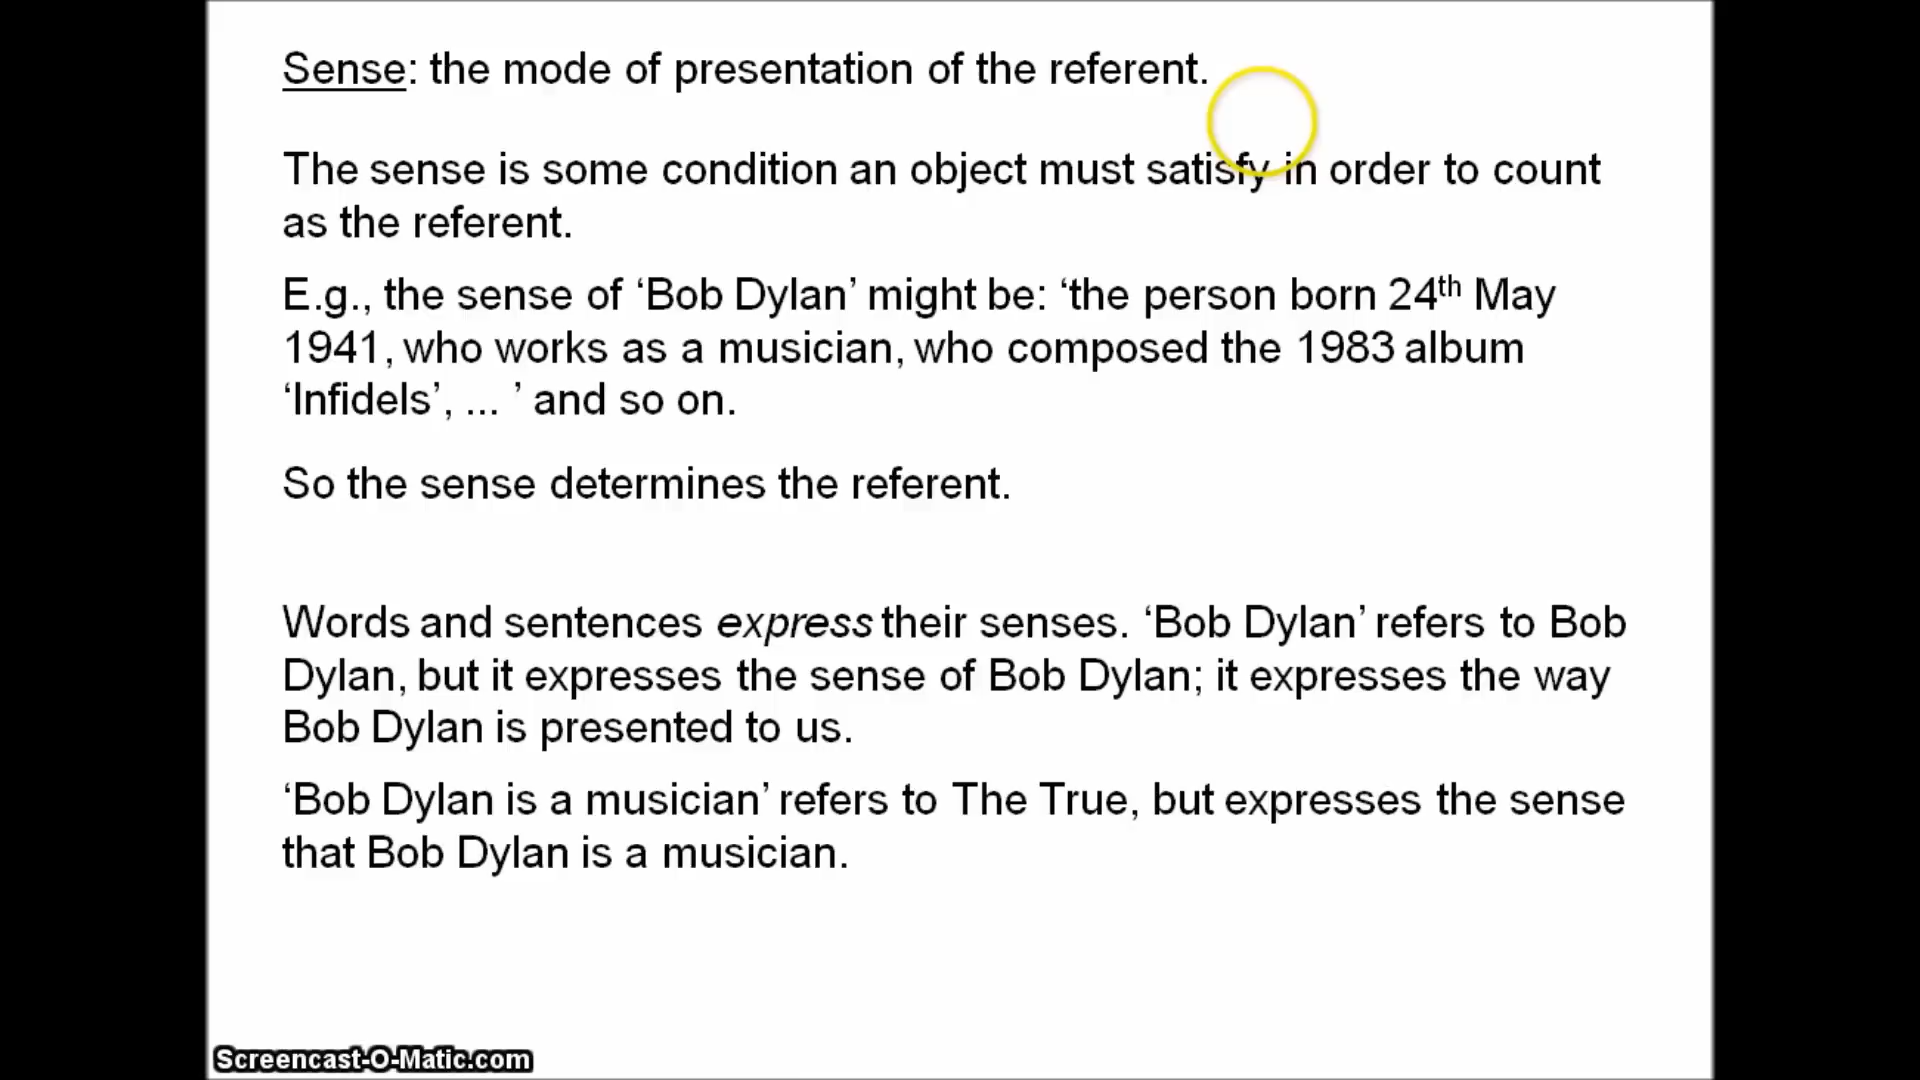 Sense: the mode of presentation of the referent.
The sense is some condition an object must satisfy in order to count
as the referent.
E.g., the sense of ‘Bob Dylan’ might be: ‘the person born 24th May
1941, who works as a musician, who composed the 1983 album
‘Infidels’, ... ’ and so on.
So the sense determines the referent.
Words and sentences express their senses. ‘Bob Dylan’ refers to Bob
Dylan, but it expresses the sense of Bob Dylan; it expresses the way
Bob Dylan is presented to us.
‘Bob Dylan is a musician’ refers to The True, but expresses the sense
that Bob Dylan is a musician.
Screencast-O-Matic.com